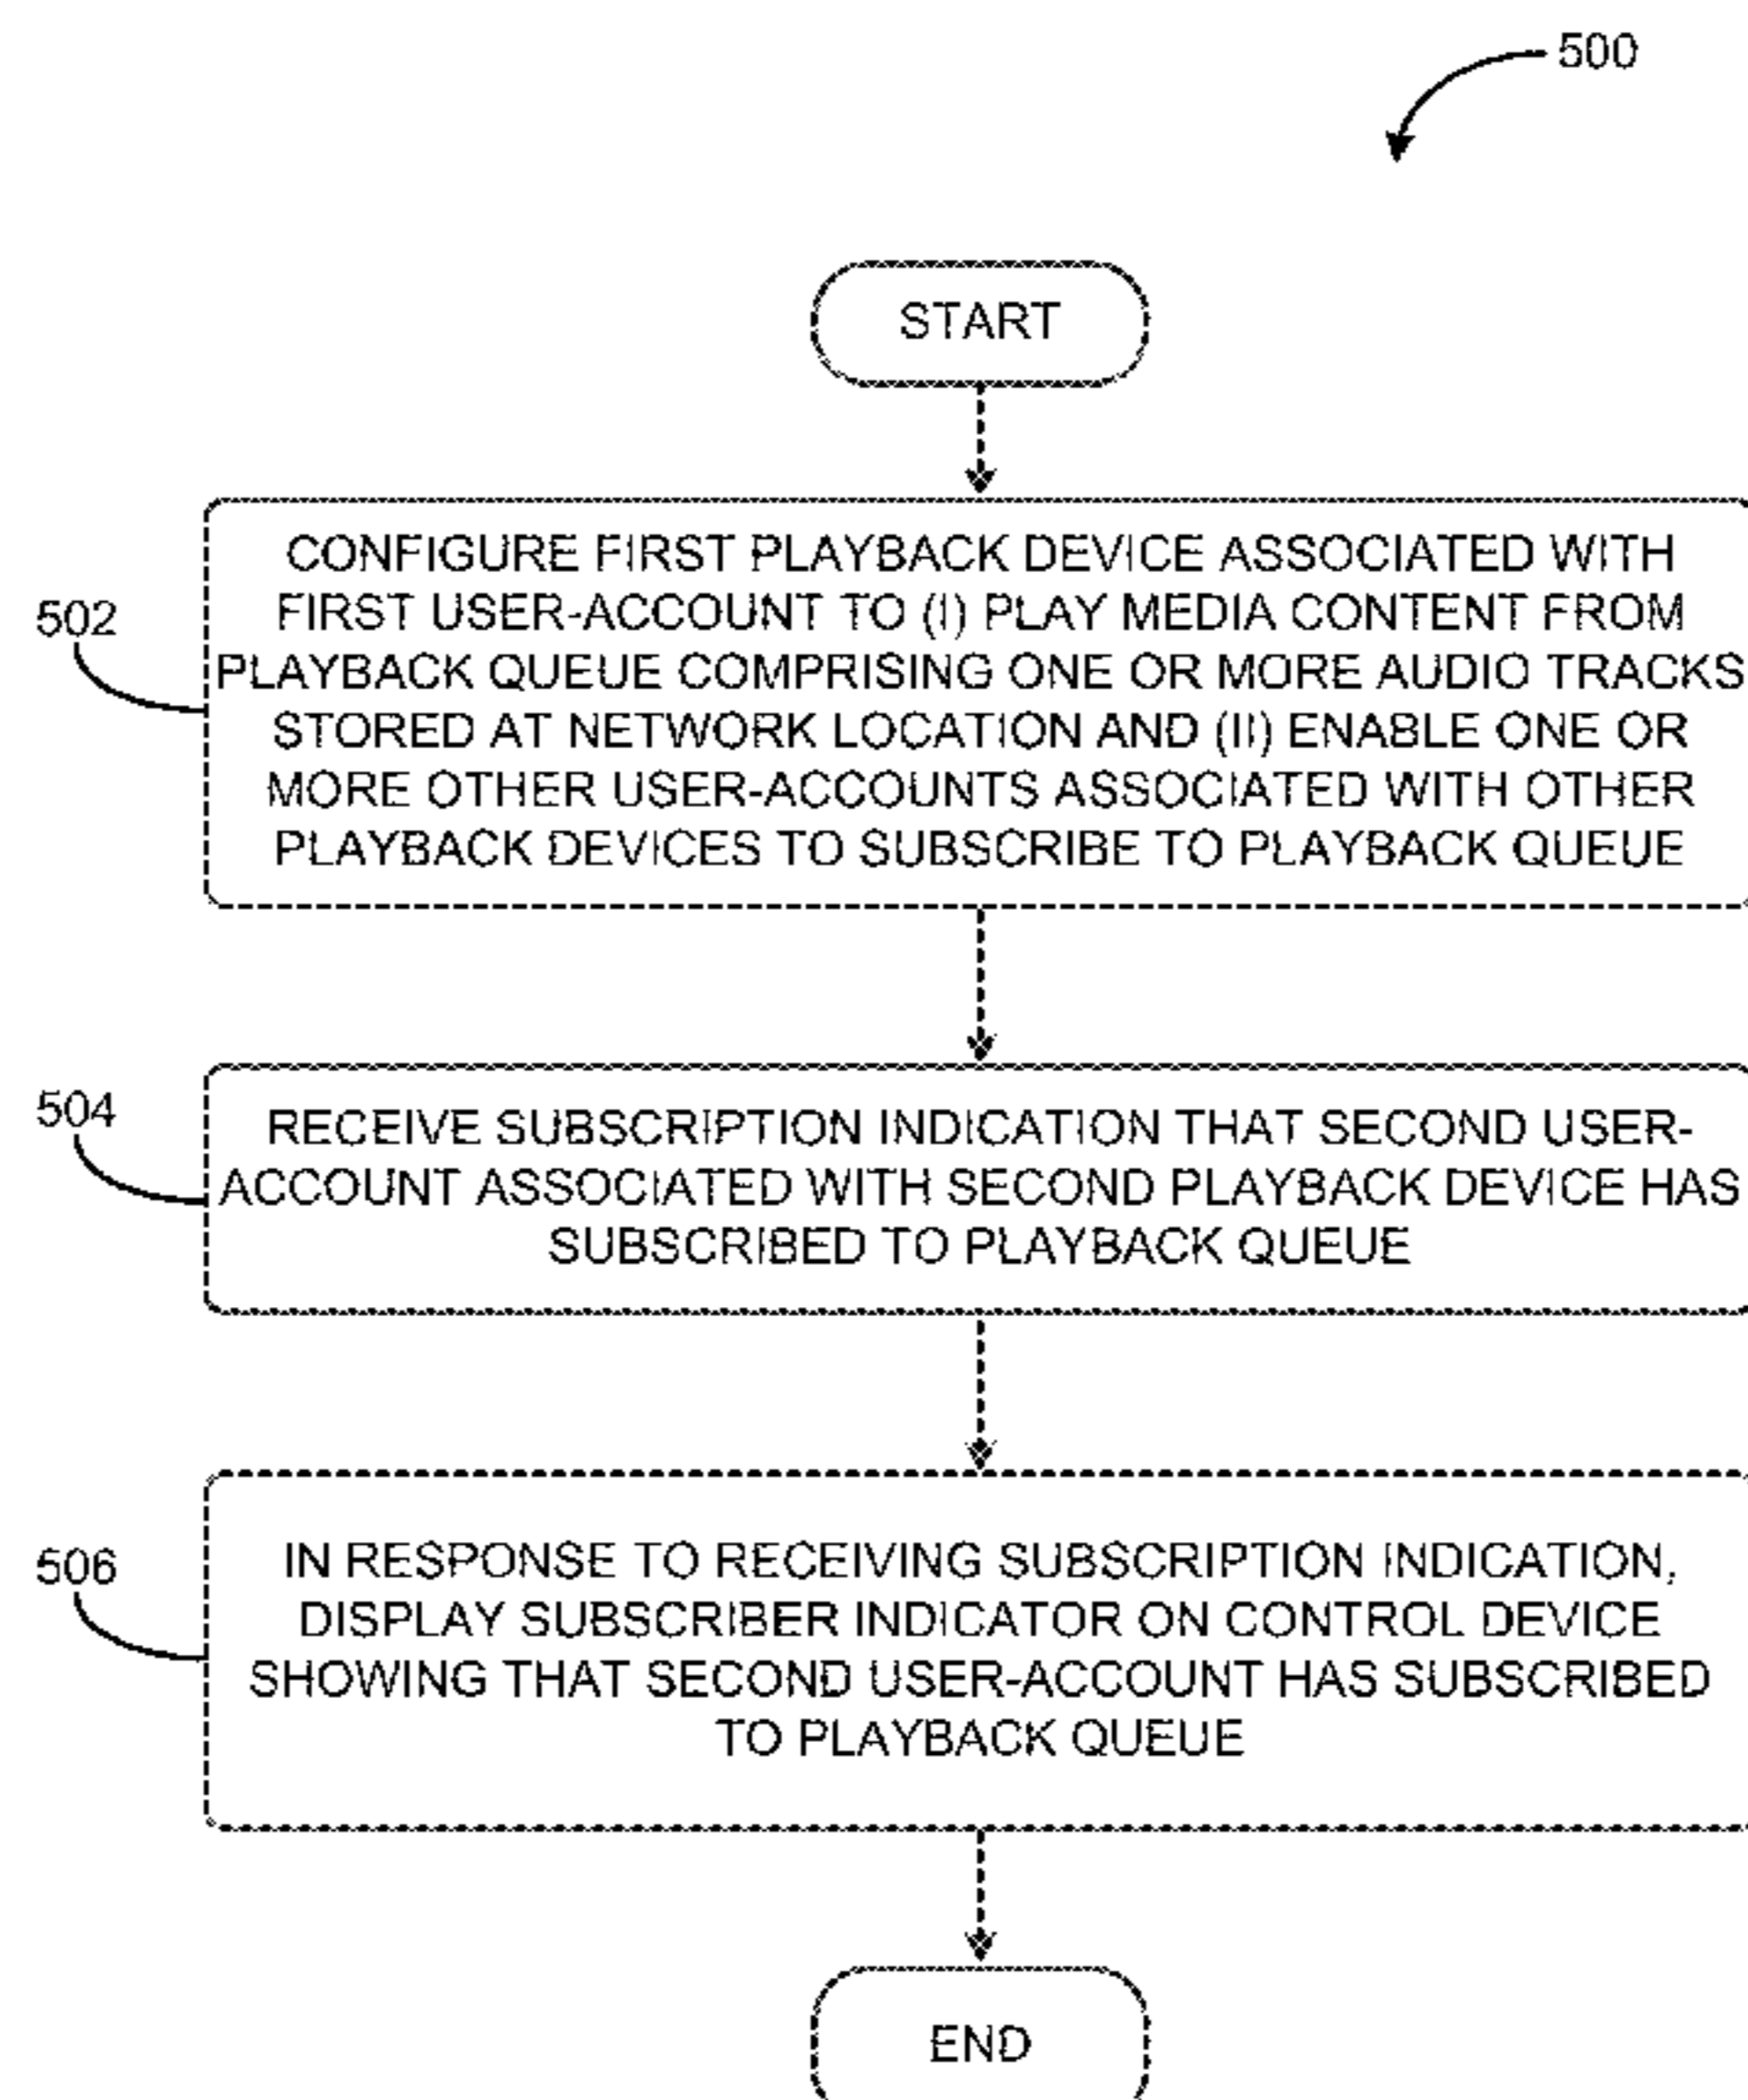 500
START
502
CONFIGURE FIRST PLAYBACK DEVICE ASSOCIATED WITH
FIRST USER-ACCOUNT TO (I) PLAY MEDIA CONTENT FROM
PLAYBACK QUEUE COMPRISING ONE OR MORE AUDIO TRACKS
STORED AT NETWORK LOCATION AND (II) ENABLE ONE OR
MORE OTHER USER-ACCOUNTS ASSOCIATED WITH OTHER
PLAYBACK DEVICES TO SUBSCRIBE TO PLAYBACK QUEUE
504
RECEIVE SUBSCRIPTION INDICATION THAT SECOND USER-
ACCOUNT ASSOCIATED WITH SECOND PLAYBACK DEVICE HAS
SUBSCRIBED TO PLAYBACK QUEUE
506
IN RESPONSE TO RECEIVING SUBSCRIPTION INDICATION,
DISPLAY SUBSCRIBER INDICATOR ON CONTROL DEVICE
SHOWING THAT SECOND USER-ACCOUNT HAS SUBSCRIBED
TO PLAYBACK QUEUE
END